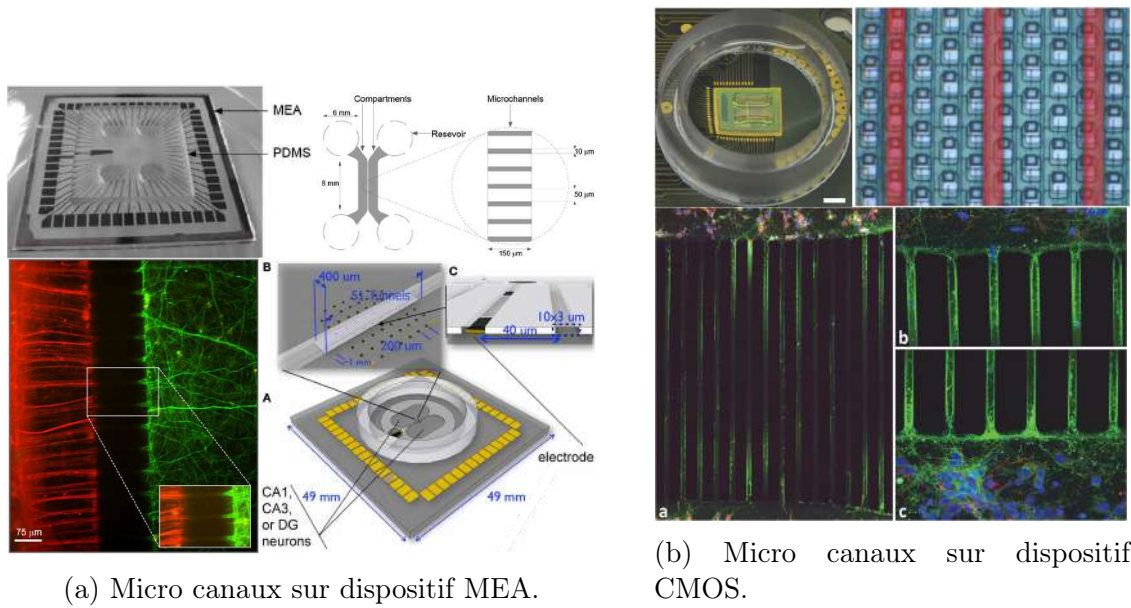 MEA
PDMS
Compartments
6 mm
Resevoir
8 mm
Microchannels
10 μm
50 μm
150 μm
75 μm
B
400 um
51 Tunnels
200 um
~1 mm
C
10x3 um
40 um
A
electrode
49 mm
49 mm
CA1,
CA3,
or DG
neurons
(a) Micro canaux sur dispositif MEA.
a
b
c
(b) Micro canaux sur dispositif
CMOS.